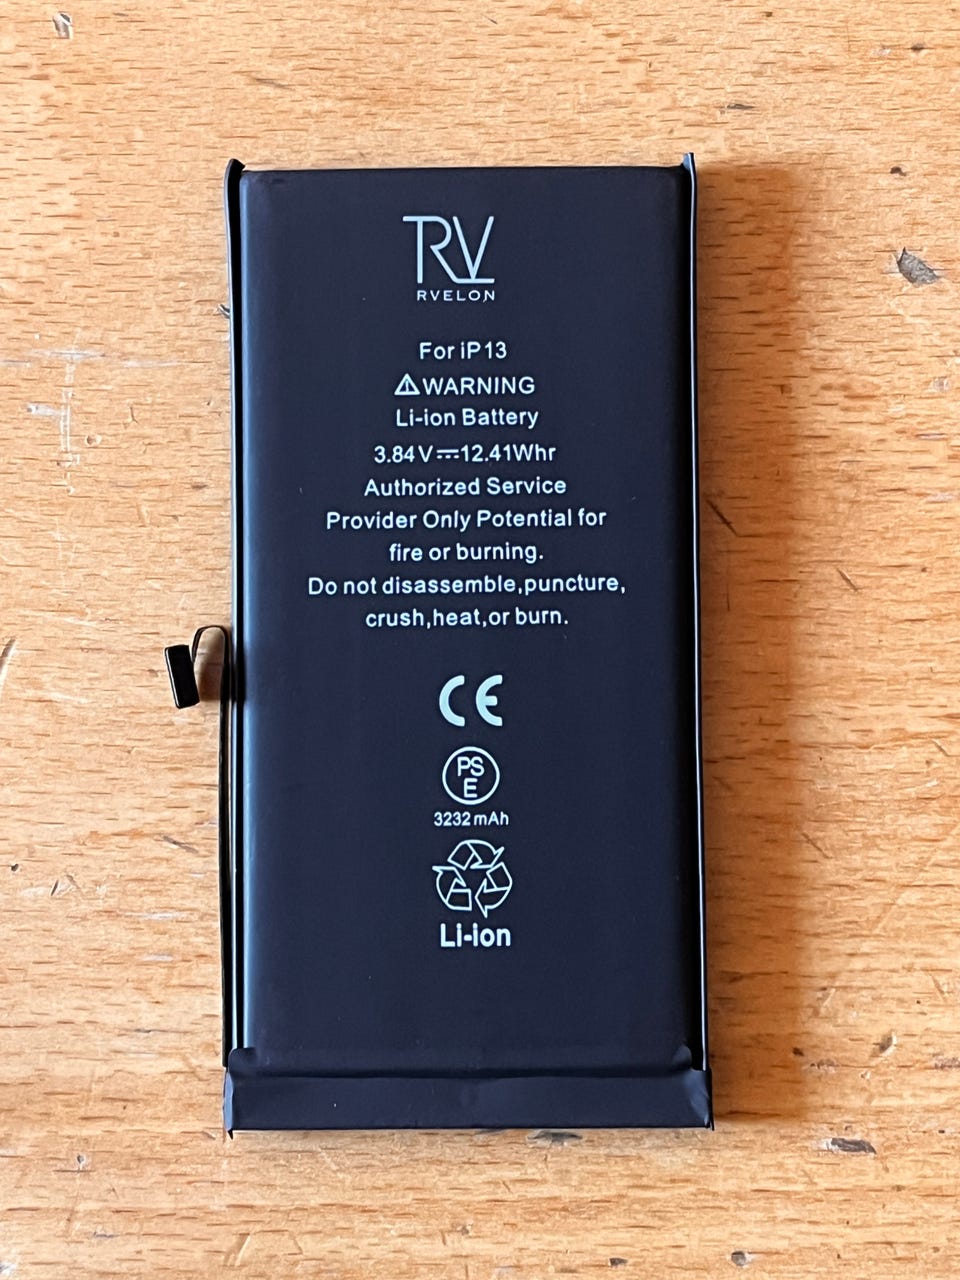 RV
RVELON
For iP13
⚠WARNING
Li-ion Battery
3.84V⎓12.41Whr
Authorized Service
Provider Only Potential for
fire or burning.
Do not disassemble,puncture,
crush,heat,or burn.
CE
PS
E
3232mAh
Li-ion